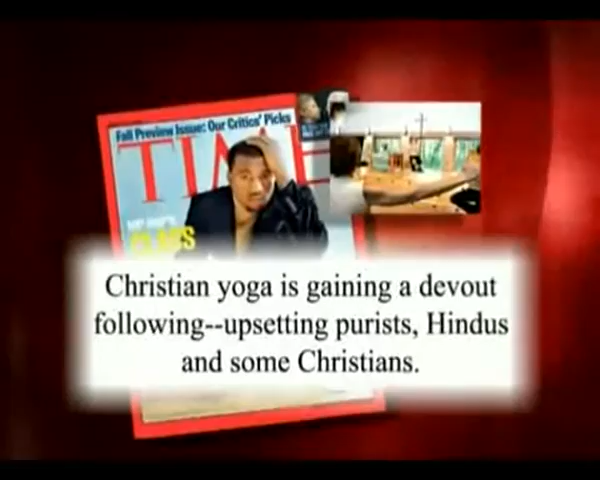 Fall Preview Issue: Our Critics' Picks
TIME
Christian yoga is gaining a devout
following--upsetting purists, Hindus
and some Christians.